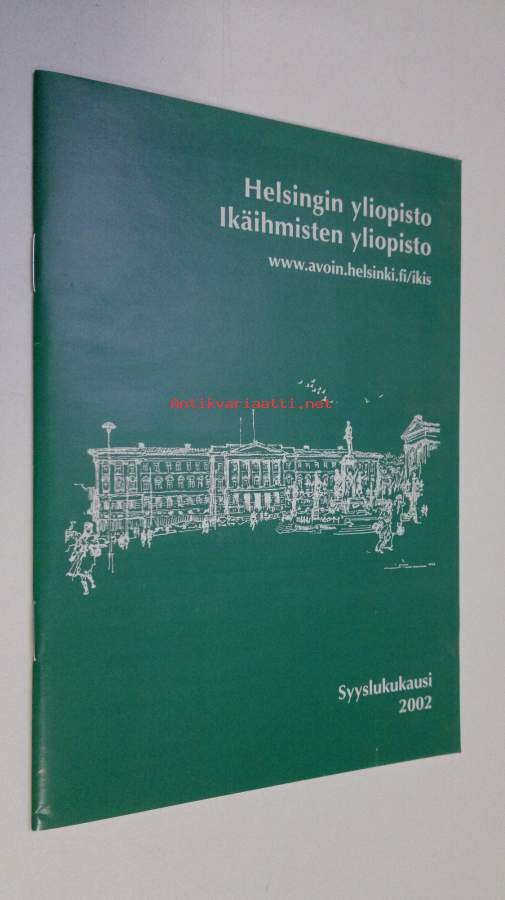 Helsingin yliopisto
Ikäihmisten yliopisto
www.avoin.helsinki.fi/ikis
Antikvariaatti.net
Syyslukukausi
2002